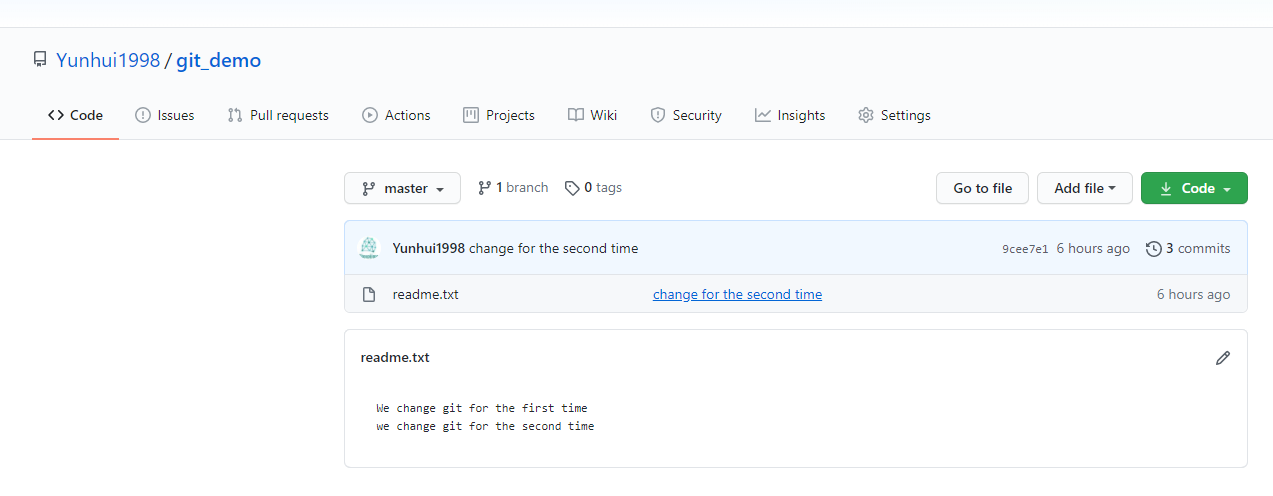 Yunhui1998 / git_demo
Code Issues Pull requests Actions Projects Wiki Security Insights Settings
master 1 branch 0 tags Go to file Add file Code
Yunhui1998 change for the second time 9cee7e1 6 hours ago 3 commits
readme.txt change for the second time 6 hours ago
readme.txt
We change git for the first time
we change git for the second time